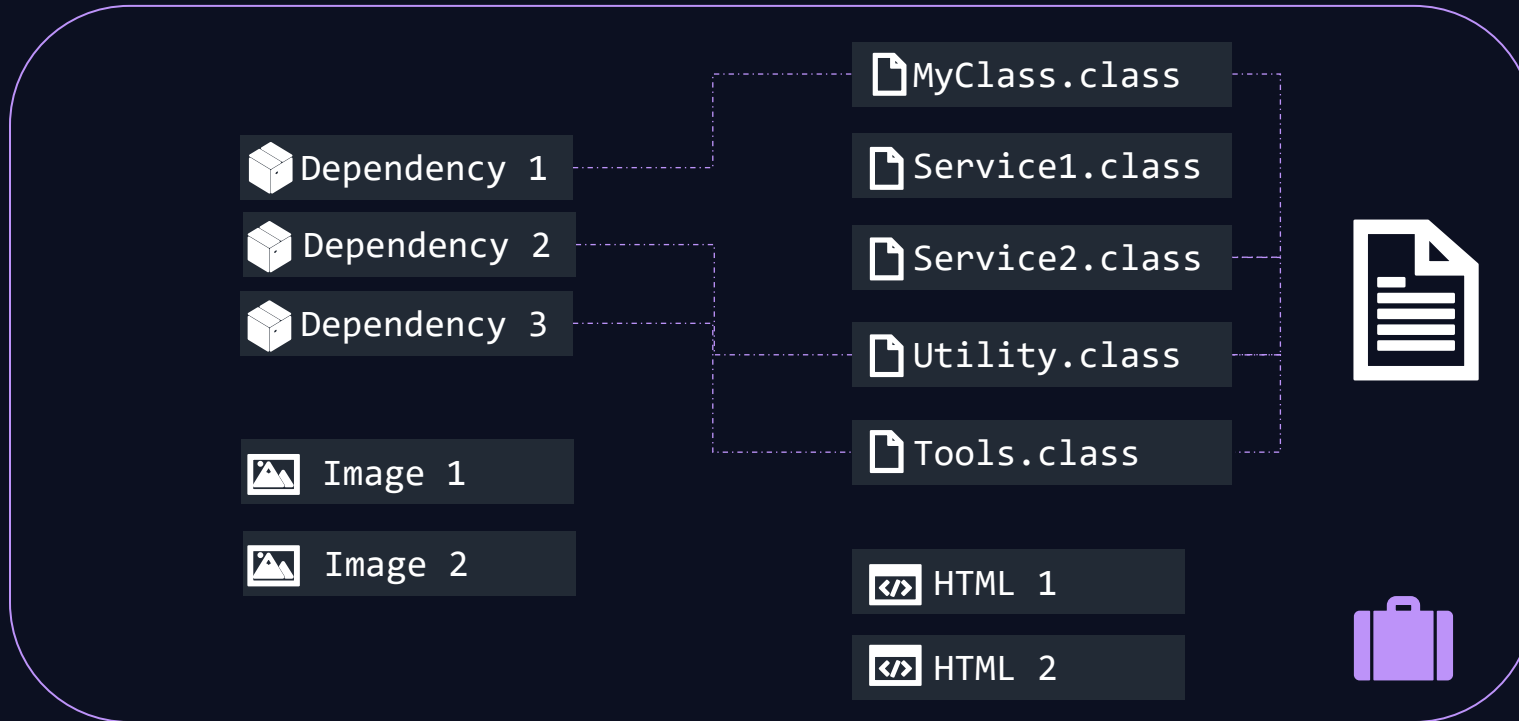 Dependency 1
Dependency 2
Dependency 3
Image 1
Image 2
MyClass.class
Service1.class
Service2.class
Utility.class
Tools.class
HTML 1
HTML 2